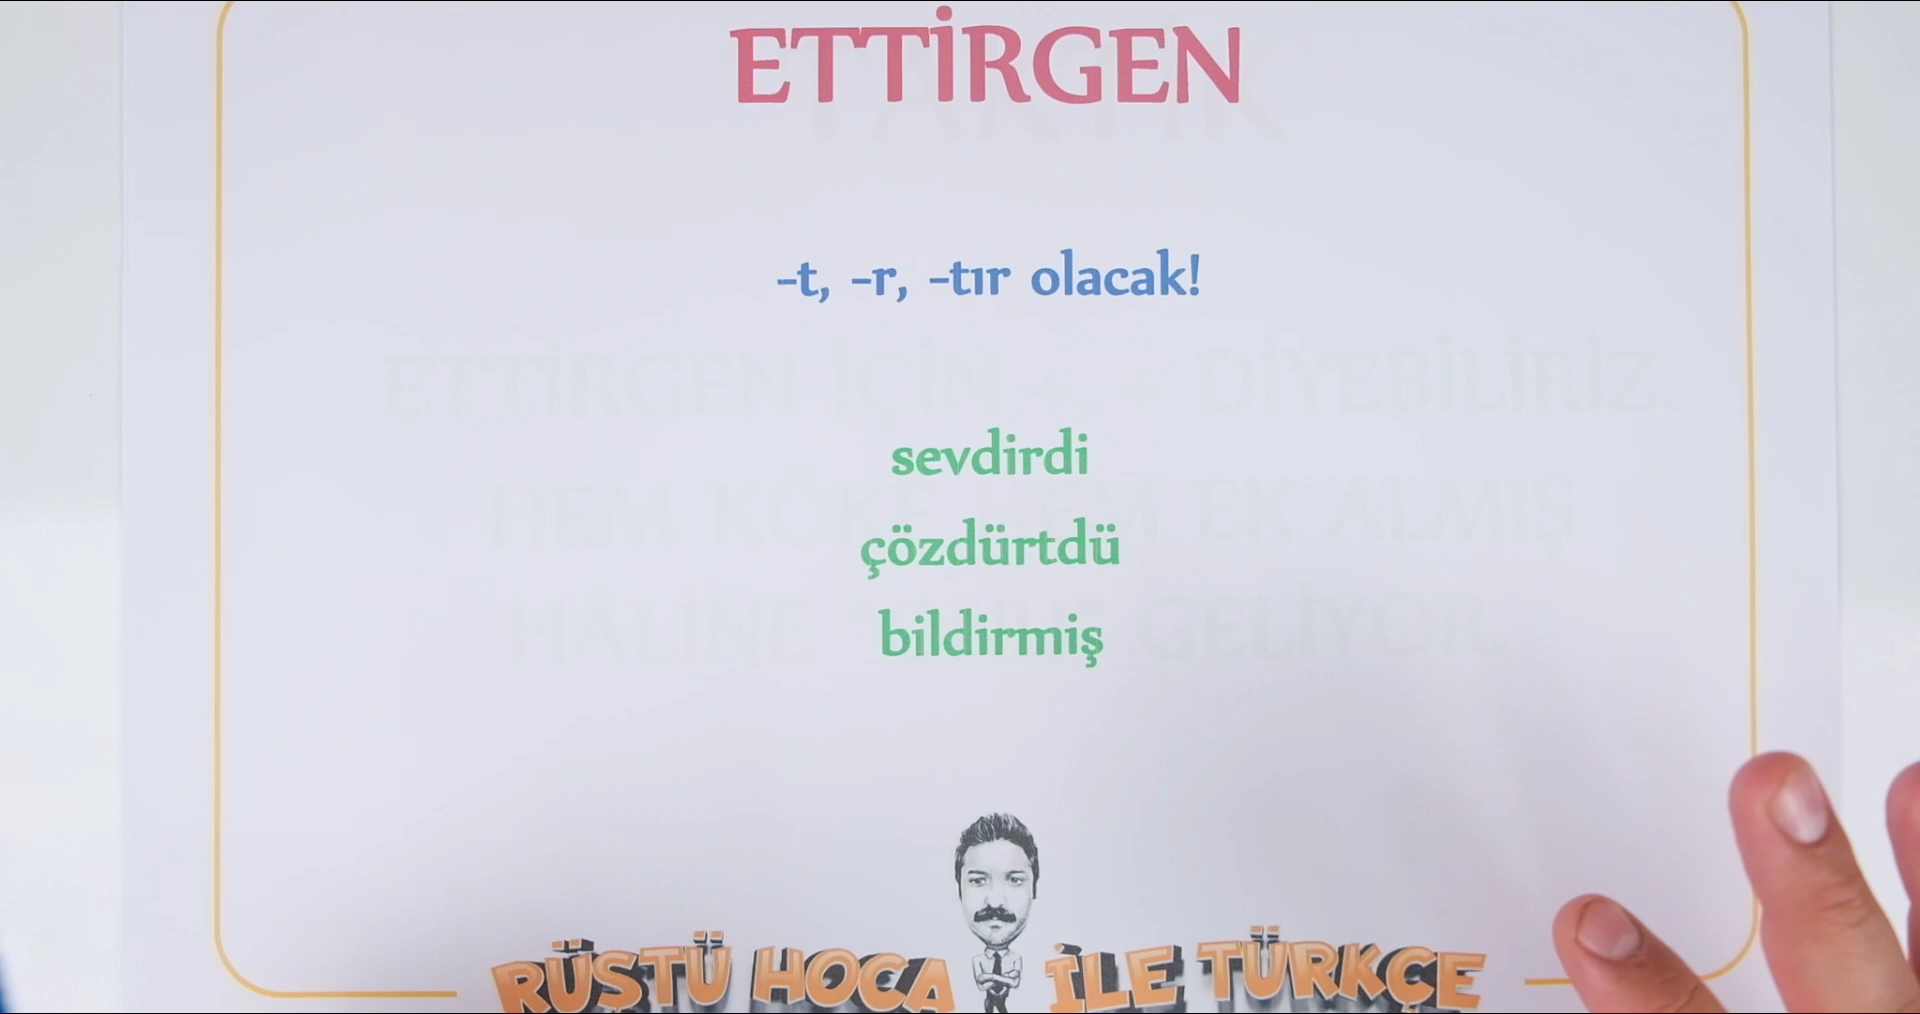 ETTİRGEN
-t, -r, -tır olacak!
sevdirdi
çözdürtdü
bildirmiş
RÜŞTÜ HOCA İLE TÜRKÇE